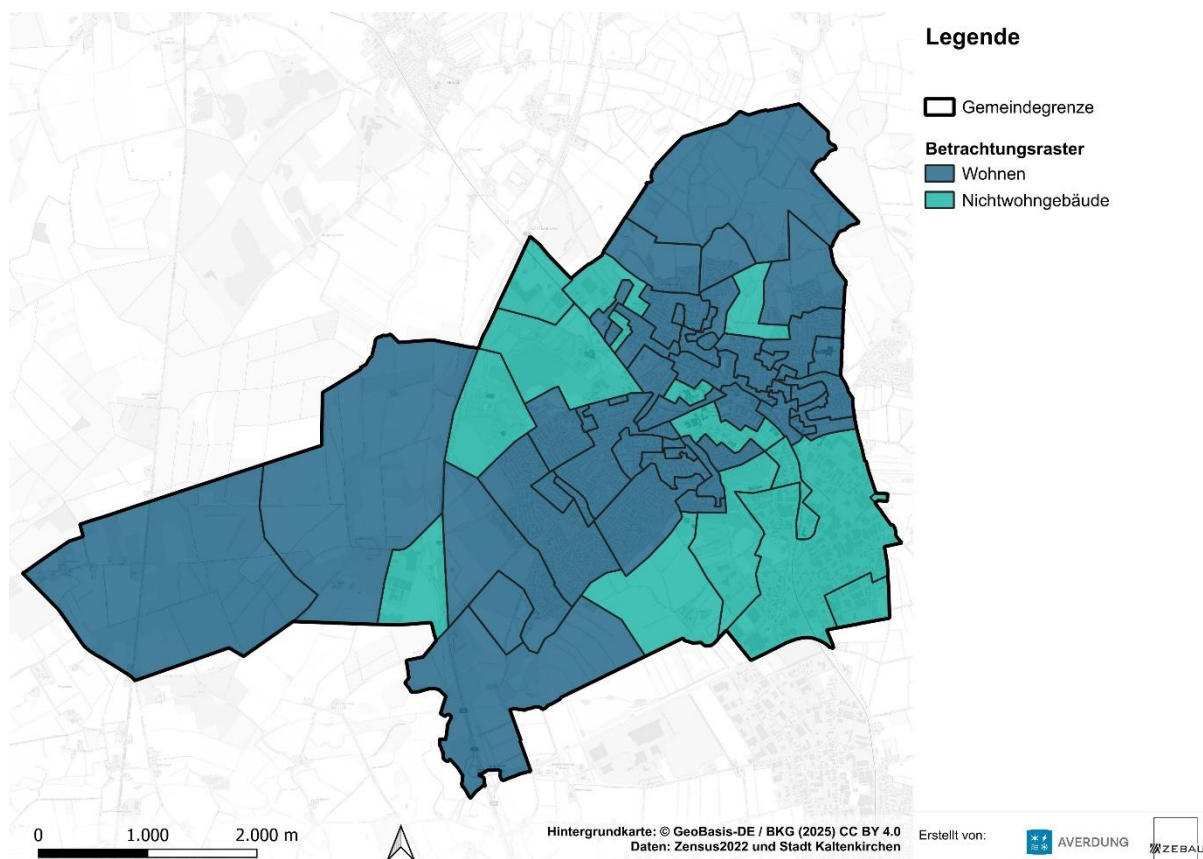 Legende
Gemeindegrenze
Betrachtungsraster
Wohnen
Nichtwohngebäude
0 1.000 2.000 m
Hintergrundkarte: © GeoBasis-DE / BKG (2025) CC BY 4.0
Daten: Zensus2022 und Stadt Kaltenkirchen
Erstellt von:
AVERDUNG
ZEBAU